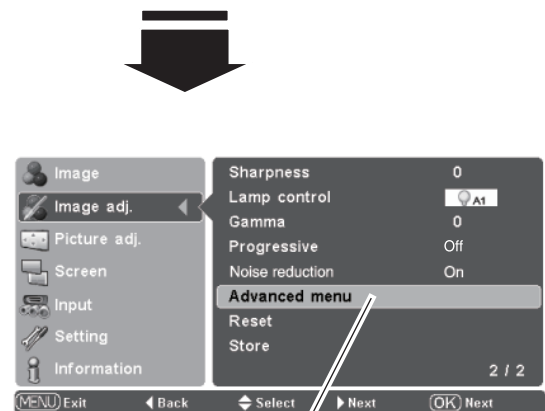 Image
Image adj.
Picture adj.
Screen
Input
Setting
Information
Sharpness 0
Lamp control A1
Gamma 0
Progressive Off
Noise reduction On
Advanced menu
Reset
Store
2 / 2
MENU Exit Back Select Next OK Next